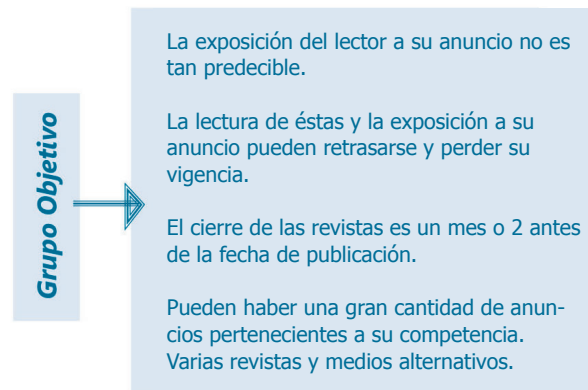 Grupo Objetivo
La exposición del lector a su anuncio no es
tan predecible.
La lectura de éstas y la exposición a su
anuncio pueden retrasarse y perder su
vigencia.
El cierre de las revistas es un mes o 2 antes
de la fecha de publicación.
Pueden haber una gran cantidad de anun-
cios pertenecientes a su competencia.
Varias revistas y medios alternativos.